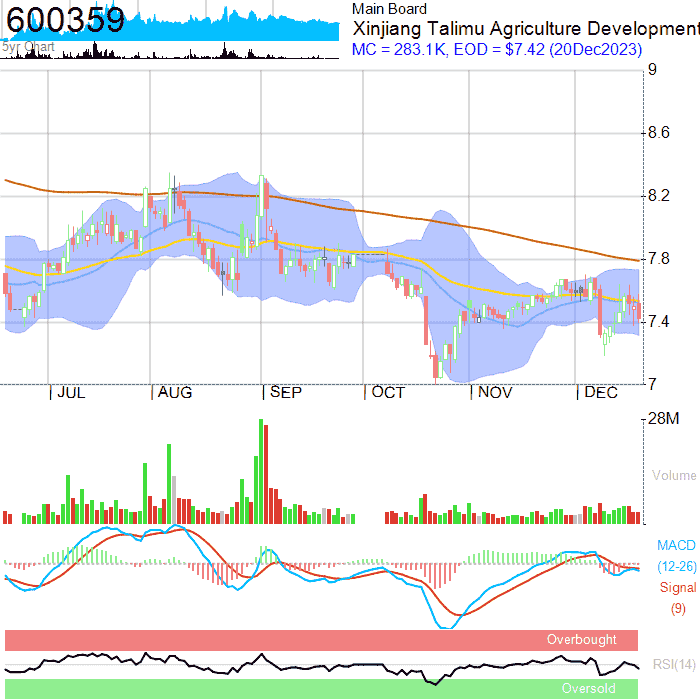 600359
5yr Chart
Main Board
Xinjiang Talimu Agriculture Development
MC = 283.1K, EOD = $7.42 (20Dec2023)
9
8.6
8.2
7.8
7.4
7
JUL AUG SEP OCT NOV DEC
28M
Volume
MACD
(12-26)
Signal
(9)
Overbought
RSI(14)
Oversold